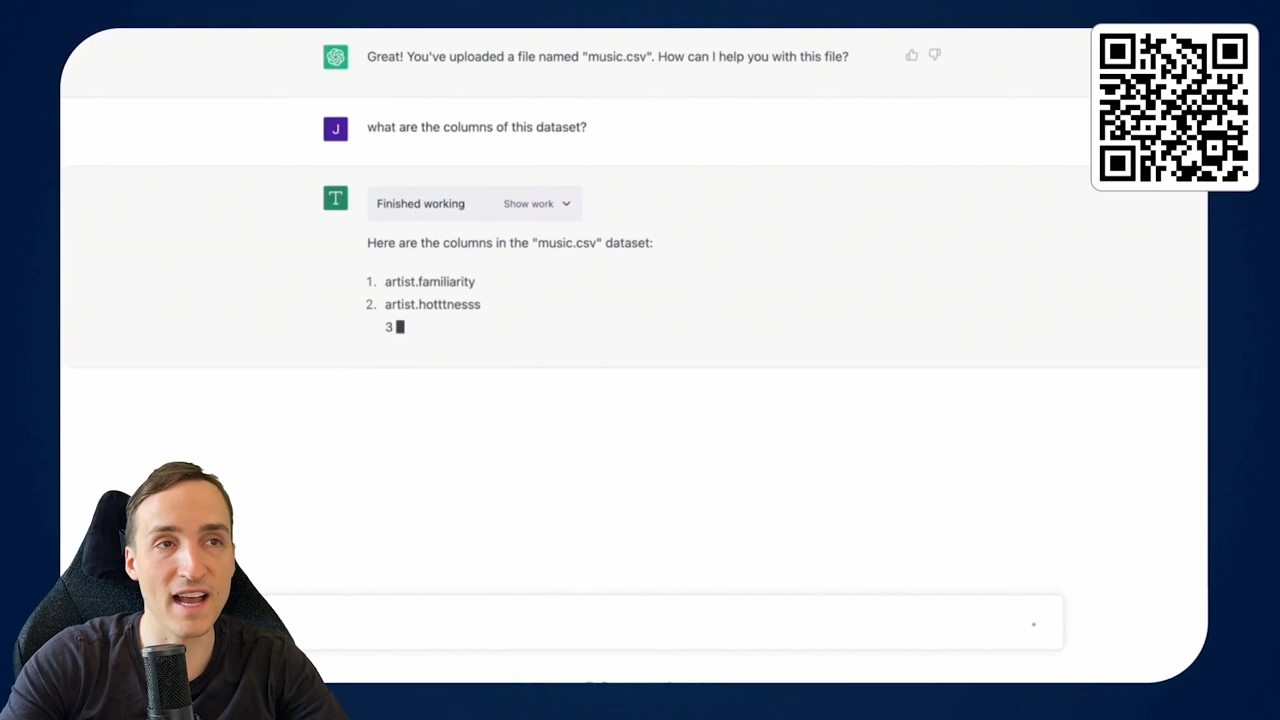 Great! You've uploaded a file named "music.csv". How can I help you with this file?
J
what are the columns of this dataset?
T
Finished working Show work
Here are the columns in the "music.csv" dataset:
1. artist.familiarity
2. artist.hotttnesss
3